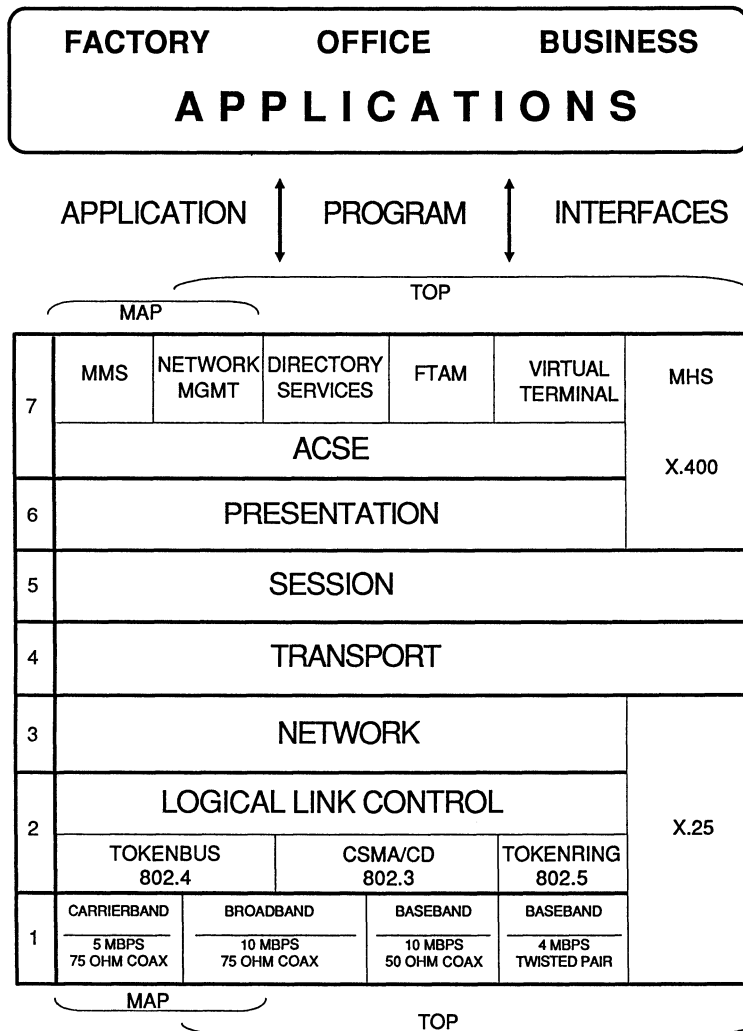 FACTORY OFFICE BUSINESS
APPLICATIONS
APPLICATION PROGRAM INTERFACES
TOP
MAP
7
MMS
NETWORK
MGMT
DIRECTORY
SERVICES
FTAM
VIRTUAL
TERMINAL
MHS
X.400
ACSE
6
PRESENTATION
5
SESSION
4
TRANSPORT
3
NETWORK
2
LOGICAL LINK CONTROL
X.25
TOKENBUS
802.4
CSMA/CD
802.3
TOKENRING
802.5
1
CARRIERBAND
5 MBPS
75 OHM COAX
BROADBAND
10 MBPS
75 OHM COAX
BASEBAND
10 MBPS
50 OHM COAX
BASEBAND
4 MBPS
TWISTED PAIR
MAP
TOP